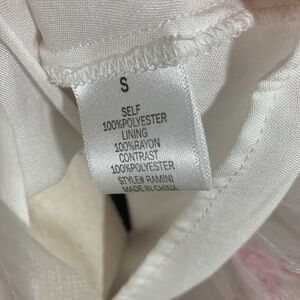 S
SELF
100%POLYESTER
LINING
100%RAYON
CONTRAST
100%POLYESTER
STYLE# RAMINI
MADE IN CHINA